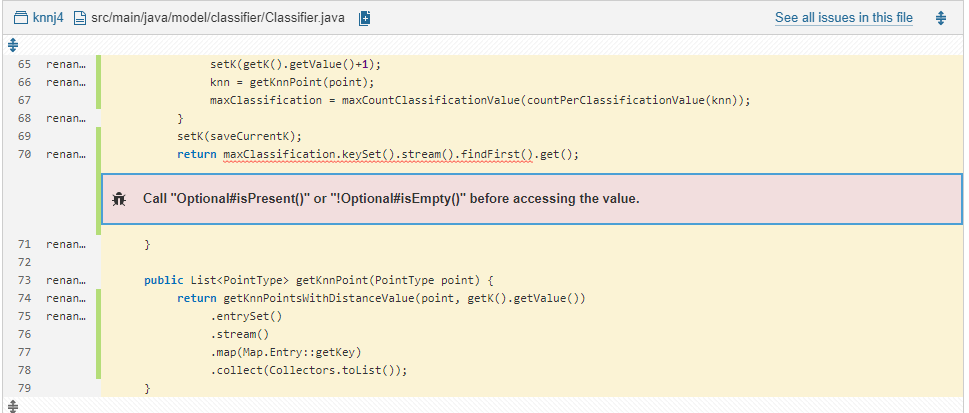 knnj4 src/main/java/model/classifier/Classifier.java See all issues in this file
65 renan… setK(getK().getValue()+1);
66 renan… knn = getKnnPoint(point);
67 maxClassification = maxCountClassificationValue(countPerClassificationValue(knn));
68 renan… }
69 setK(saveCurrentK);
70 renan… return maxClassification.keySet().stream().findFirst().get();
Call "Optional#isPresent()" or "!Optional#isEmpty()" before accessing the value.
71 renan… }
72
73 renan… public List<PointType> getKnnPoint(PointType point) {
74 renan… return getKnnPointsWithDistanceValue(point, getK().getValue())
75 renan… .entrySet()
76 .stream()
77 .map(Map.Entry::getKey)
78 .collect(Collectors.toList());
79 }